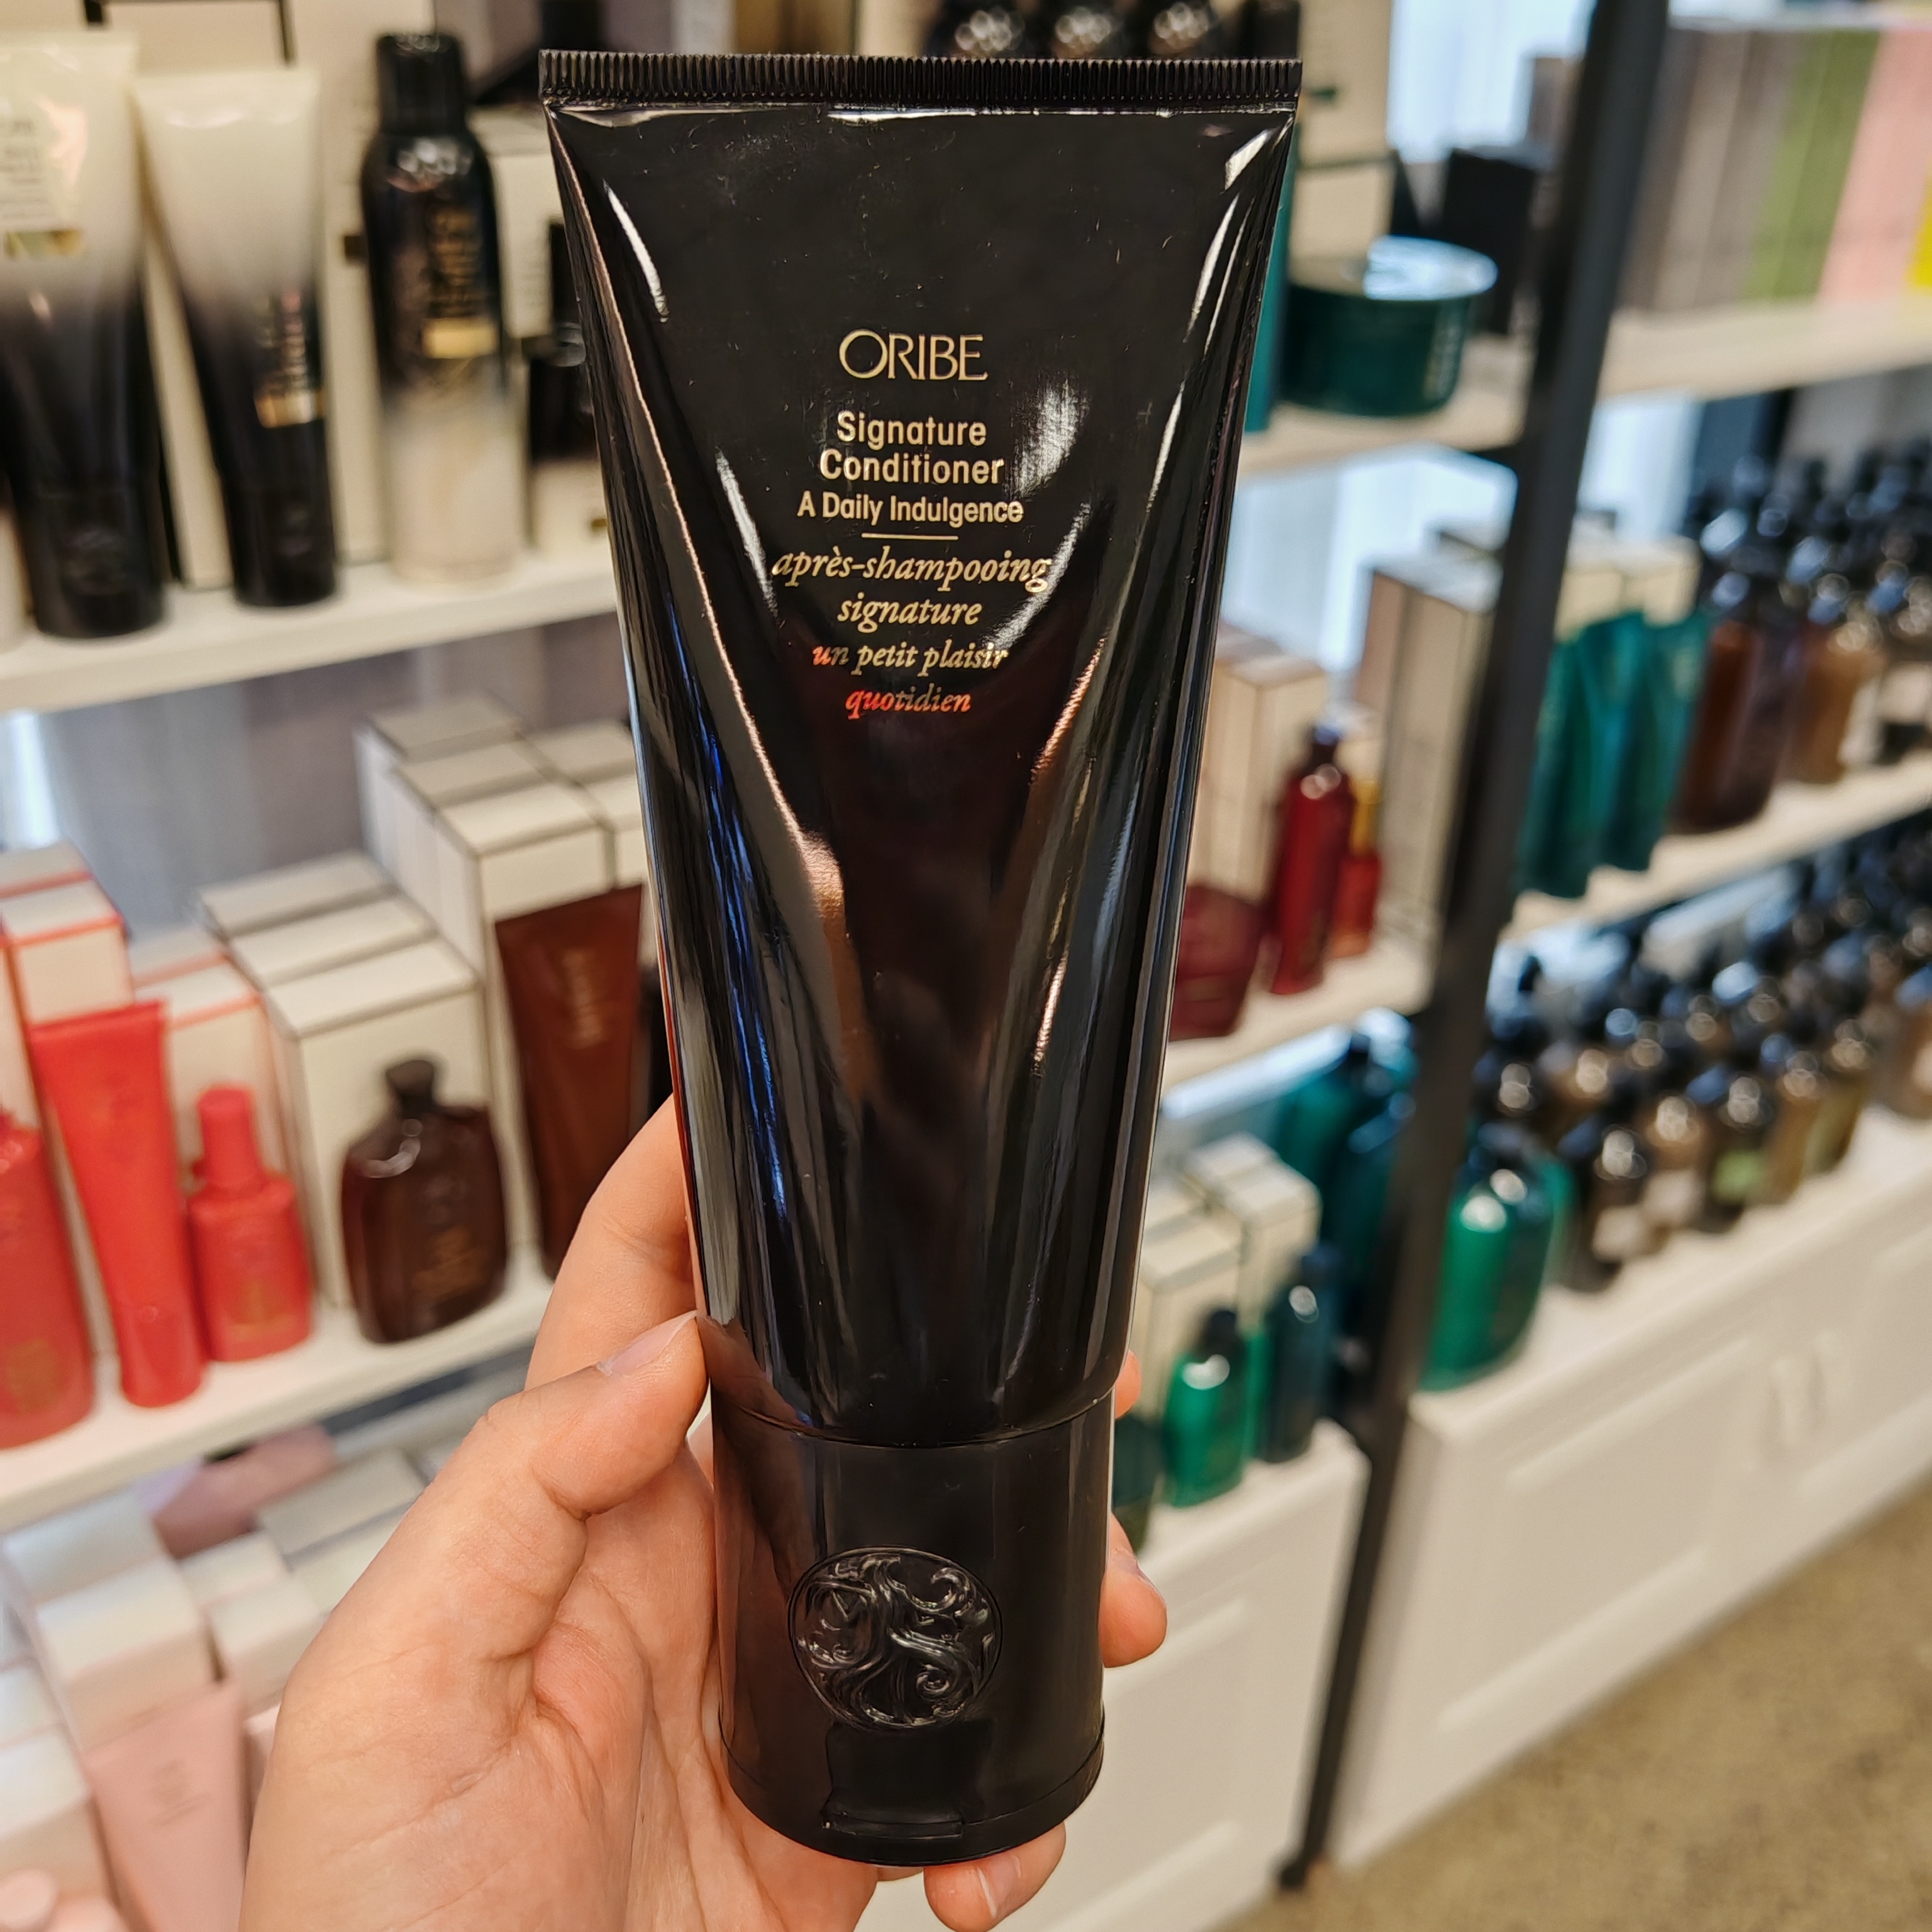 ORIBE
Signature
Conditioner
A Daily Indulgence
après-shampooing
signature
un petit plaisir
quotidien